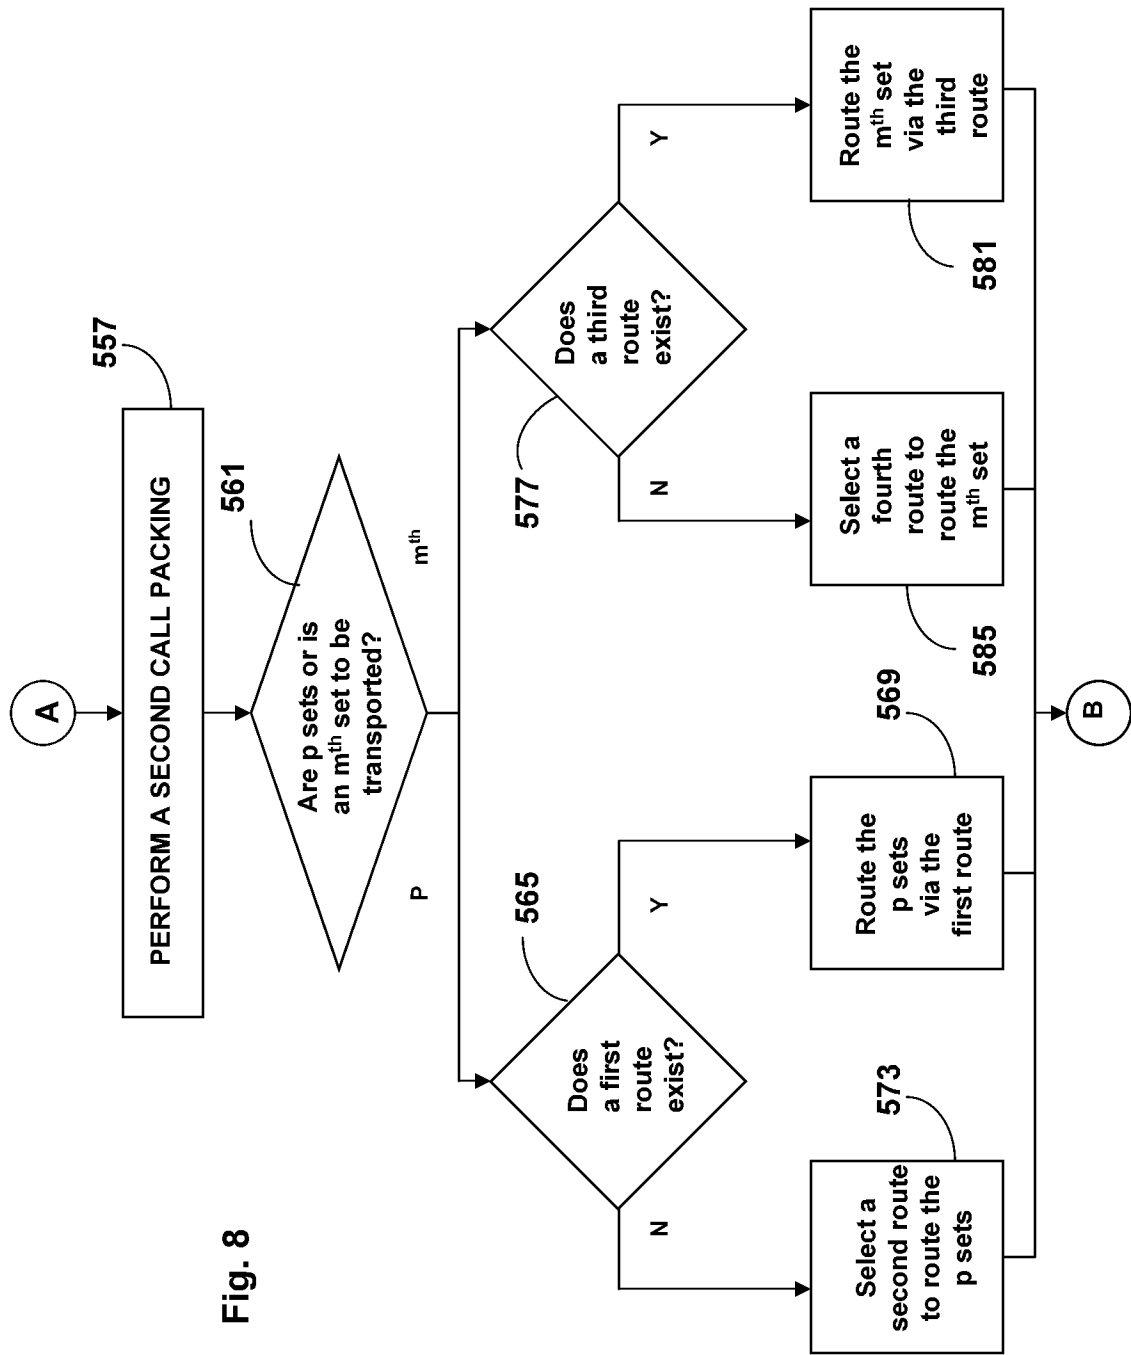 A
557
PERFORM A SECOND CALL PACKING
561
Are p sets or is
an mth set to be
transported?
P
mth
565
Does
a first
route
exist?
577
Does
a third
route
exist?
N
Y
N
Y
573
Select a
second route
to route the
p sets
569
Route the
p sets
via the
first route
585
Select a
fourth
route to
route the
mth set
581
Route the
mth set
via the
third
route
B
Fig. 8